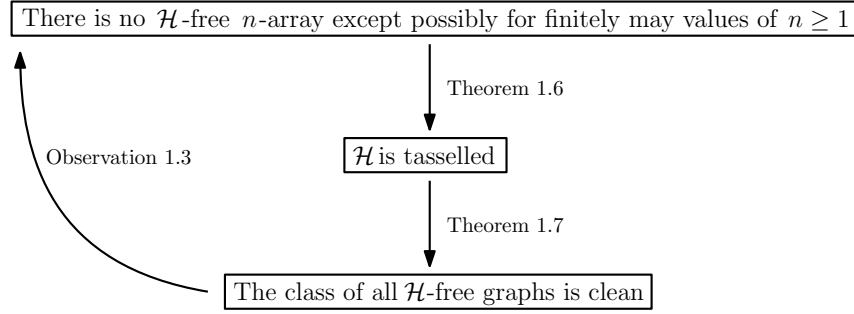 There is no ℋ-free n-array except possibly for finitely may values of n ≥ 1
Theorem 1.6
Observation 1.3
ℋ is tasselled
Theorem 1.7
The class of all ℋ-free graphs is clean